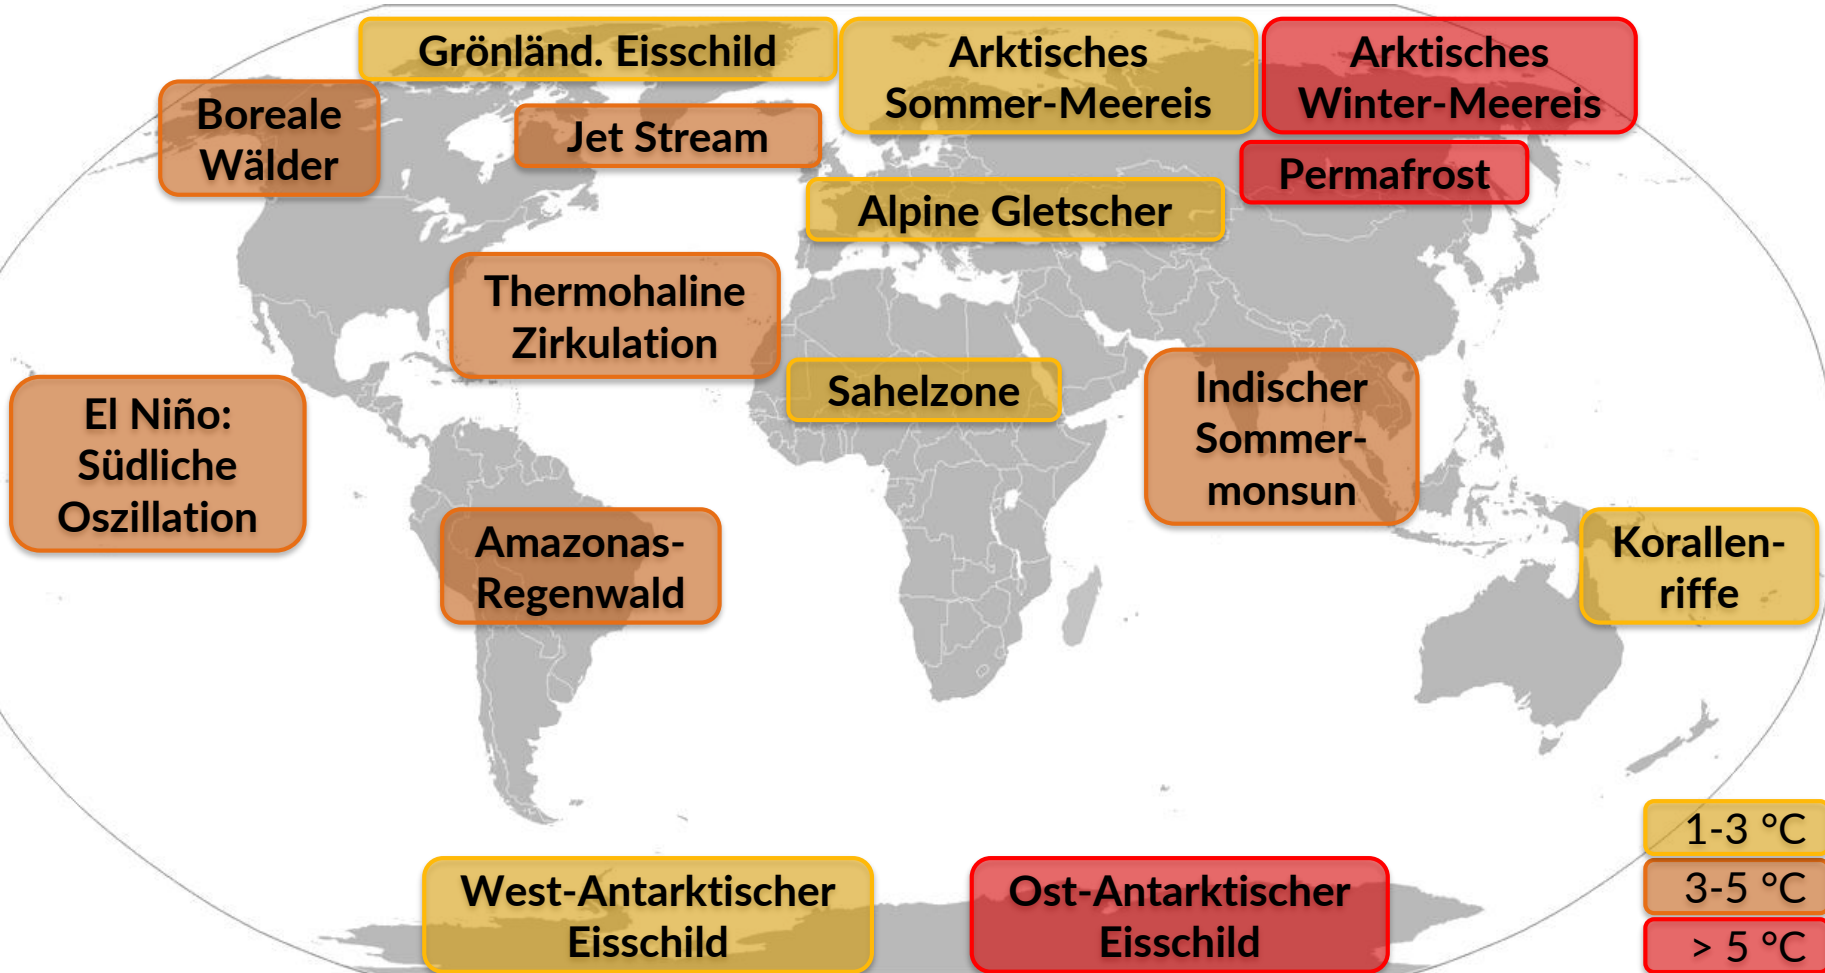 Grönländ. Eisschild
Arktisches
Sommer-Meereis
Arktisches
Winter-Meereis
Boreale
Wälder
Jet Stream
Permafrost
Alpine Gletscher
Thermohaline
Zirkulation
Sahelzone
Indischer
Sommer-
monsun
El Niño:
Südliche
Oszillation
Amazonas-
Regenwald
Korallen-
riffe
West-Antarktischer
Eisschild
Ost-Antarktischer
Eisschild
1-3 °C
3-5 °C
> 5 °C